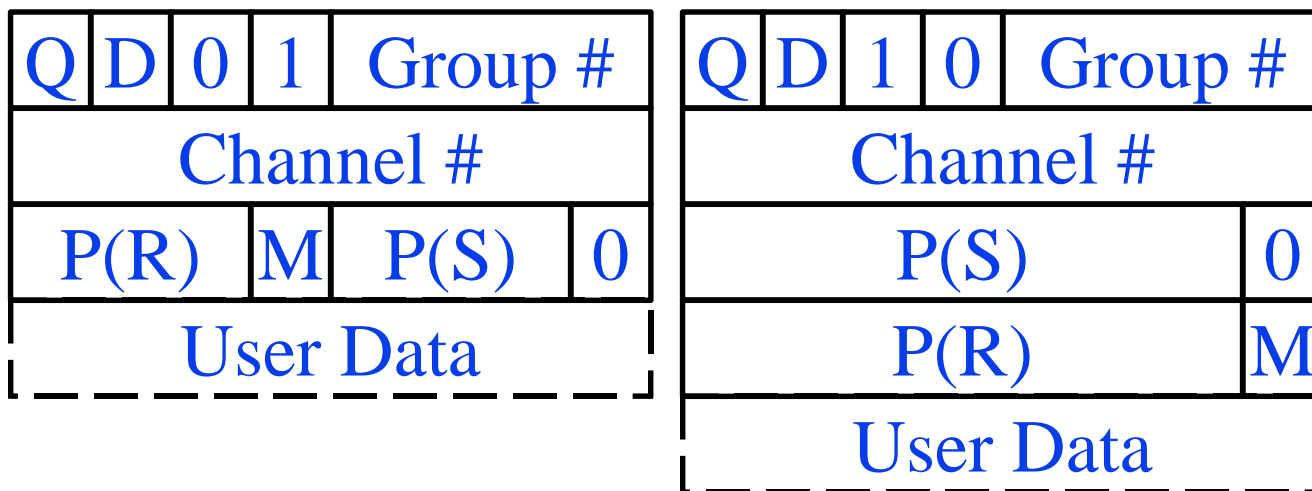 Q D 0 1 Group #
Channel #
P(R) M P(S) 0
User Data
Q D 1 0 Group #
Channel #
P(S) 0
P(R) M
User Data